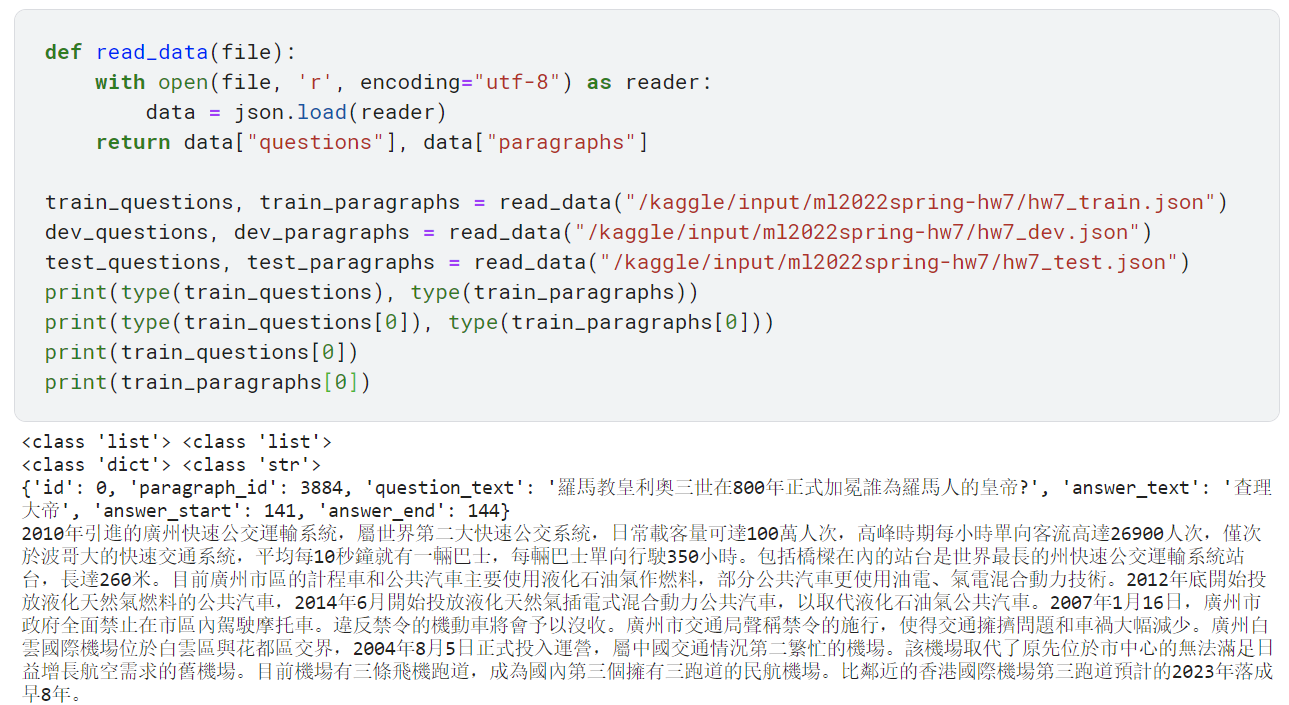 def read_data(file):
    with open(file, 'r', encoding="utf-8") as reader:
        data = json.load(reader)
    return data["questions"], data["paragraphs"]
train_questions, train_paragraphs = read_data("/kaggle/input/ml2022spring-hw7/hw7_train.json")
dev_questions, dev_paragraphs = read_data("/kaggle/input/ml2022spring-hw7/hw7_dev.json")
test_questions, test_paragraphs = read_data("/kaggle/input/ml2022spring-hw7/hw7_test.json")
print(type(train_questions), type(train_paragraphs))
print(type(train_questions[0]), type(train_paragraphs[0]))
print(train_questions[0])
print(train_paragraphs[0])
<class 'list'> <class 'list'>
<class 'dict'> <class 'str'>
{'id': 0, 'paragraph_id': 3884, 'question_text': '羅馬教皇利奧三世在800年正式加冕誰為羅馬人的皇帝?', 'answer_text': '查理
大帝', 'answer_start': 141, 'answer_end': 144}
2010年引進的廣州快速公交運輸系統，屬世界第二大快速公交系統，日常載客量可達100萬人次，高峰時期每小時單向客流高達26900人次，僅次
於波哥大的快速交通系統，平均每10秒鐘就有一輛巴士，每輛巴士單向行駛350小時。包括橋樑在內的站台是世界最長的州快速公交運輸系統站
台，長達260米。目前廣州市區的計程車和公共汽車主要使用液化石油氣作燃料，部分公共汽車更使用油電、氣電混合動力技術。2012年底開始投
放液化天然氣燃料的公共汽車，2014年6月開始投放液化天然氣插電式混合動力公共汽車，以取代液化石油氣公共汽車。2007年1月16日，廣州市
政府全面禁止在市區內駕駛摩托車。違反禁令的機動車將會予以沒收。廣州市交通局聲稱禁令的施行，使得交通擁擠問題和車禍大幅減少。廣州白
雲國際機場位於白雲區與花都區交界，2004年8月5日正式投入運營，屬中國交通情況第二繁忙的機場。該機場取代了原先位於市中心的無法滿足日
益增長航空需求的舊機場。目前機場有三條飛機跑道，成為國內第三個擁有三跑道的民航機場。比鄰近的香港國際機場第三跑道預計的2023年落成
早8年。